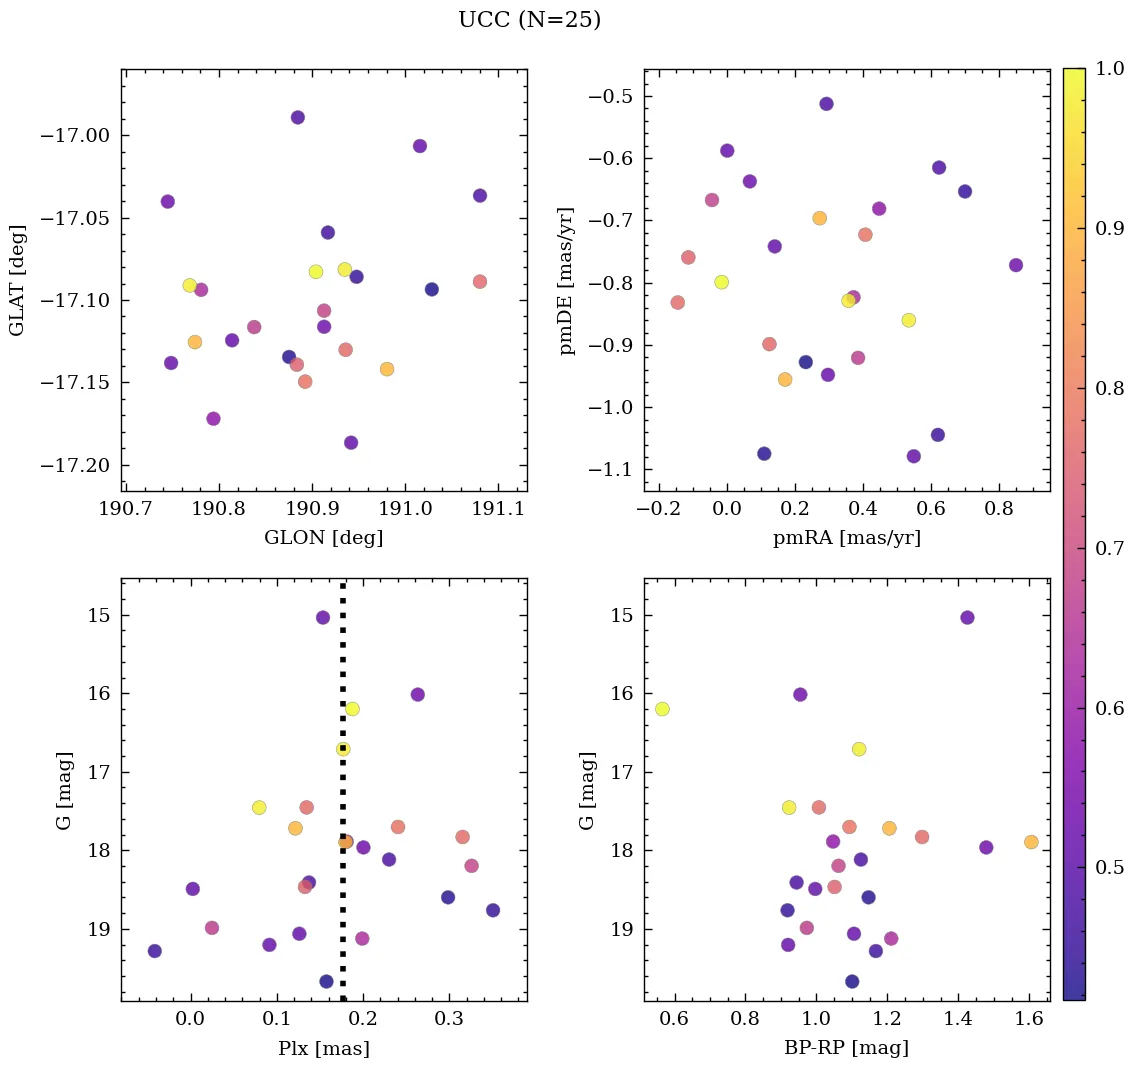 UCC (N=25)
−17.00
−17.05
−17.10
−17.15
−17.20
GLAT [deg]
190.7 190.8 190.9 191.0 191.1
GLON [deg]
−0.5
−0.6
−0.7
−0.8
−0.9
−1.0
−1.1
pmDE [mas/yr]
−0.2 0.0 0.2 0.4 0.6 0.8
pmRA [mas/yr]
15
16
17
18
19
G [mag]
0.0 0.1 0.2 0.3
Plx [mas]
15
16
17
18
19
G [mag]
0.6 0.8 1.0 1.2 1.4 1.6
BP-RP [mag]
1.0
0.9
0.8
0.7
0.6
0.5